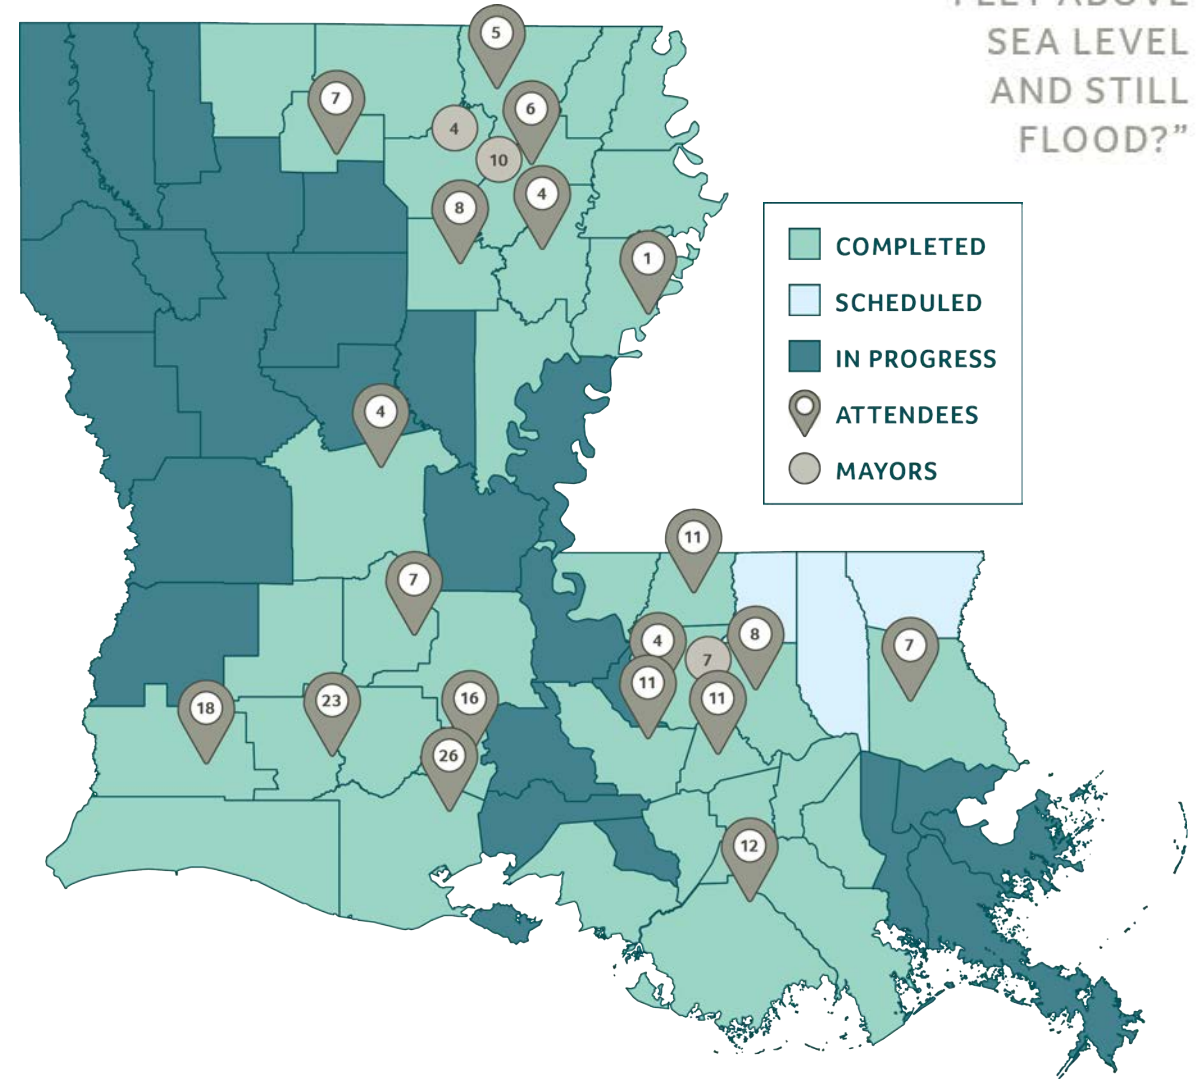 SEA LEVEL
AND STILL
FLOOD?”
5
7
6
4
10
4
8
1
COMPLETED
SCHEDULED
IN PROGRESS
ATTENDEES
MAYORS
4
11
7
4
8
7
7
11
11
18
23
16
26
12